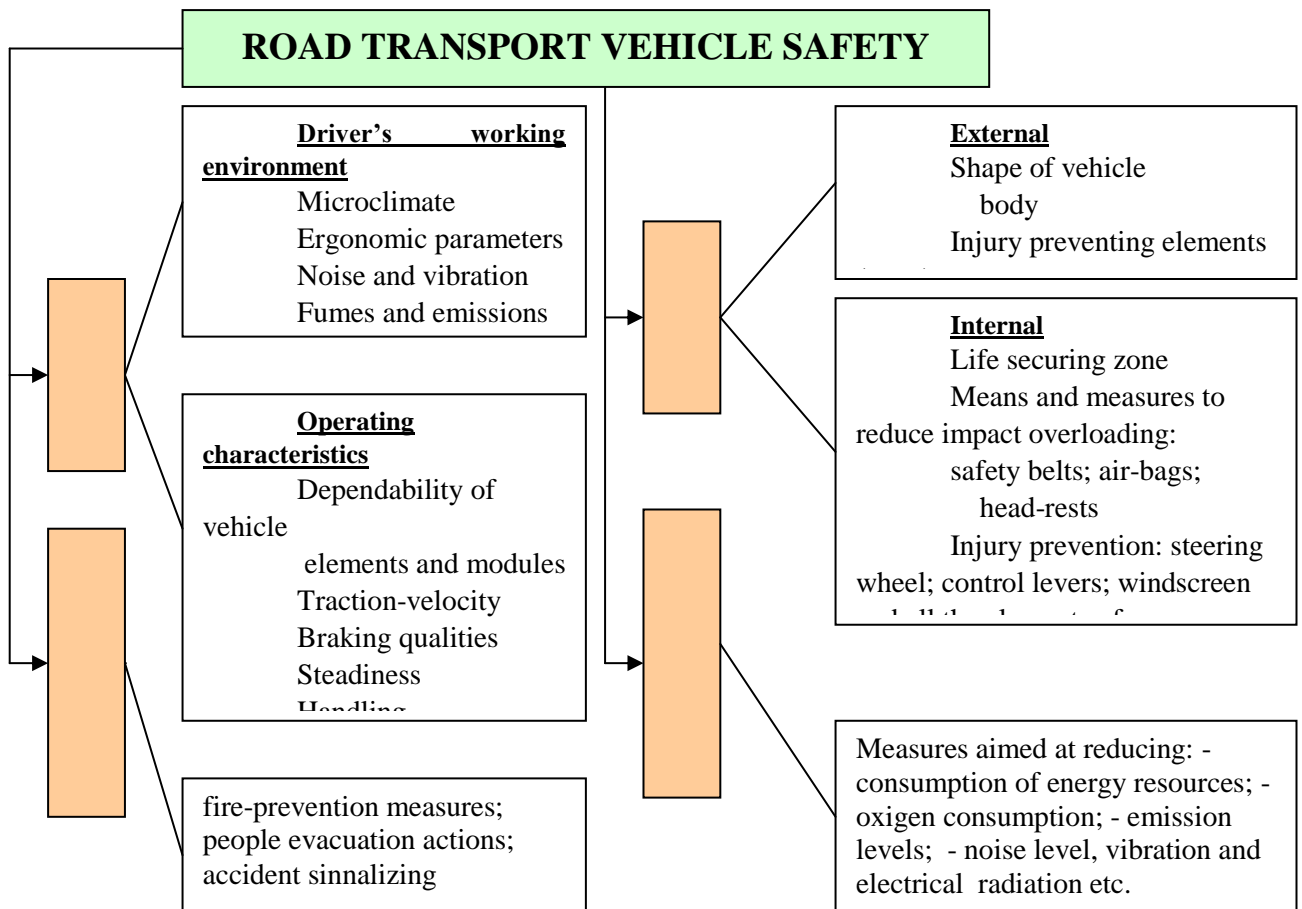 ROAD TRANSPORT VEHICLE SAFETY
Driver's working
environment
Microclimate
Ergonomic parameters
Noise and vibration
Fumes and emissions
Operating
characteristics
Dependability of
vehicle
elements and modules
Traction-velocity
Braking qualities
Steadiness
Handling
fire-prevention measures;
people evacuation actions;
accident sinnalizing
External
Shape of vehicle
body
Injury preventing elements
Internal
Life securing zone
Means and measures to
reduce impact overloading:
safety belts; air-bags;
head-rests
Injury prevention: steering
wheel; control levers; windscreen
Measures aimed at reducing: -
consumption of energy resources; -
oxigen consumption; - emission
levels;  - noise level, vibration and
electrical  radiation etc.